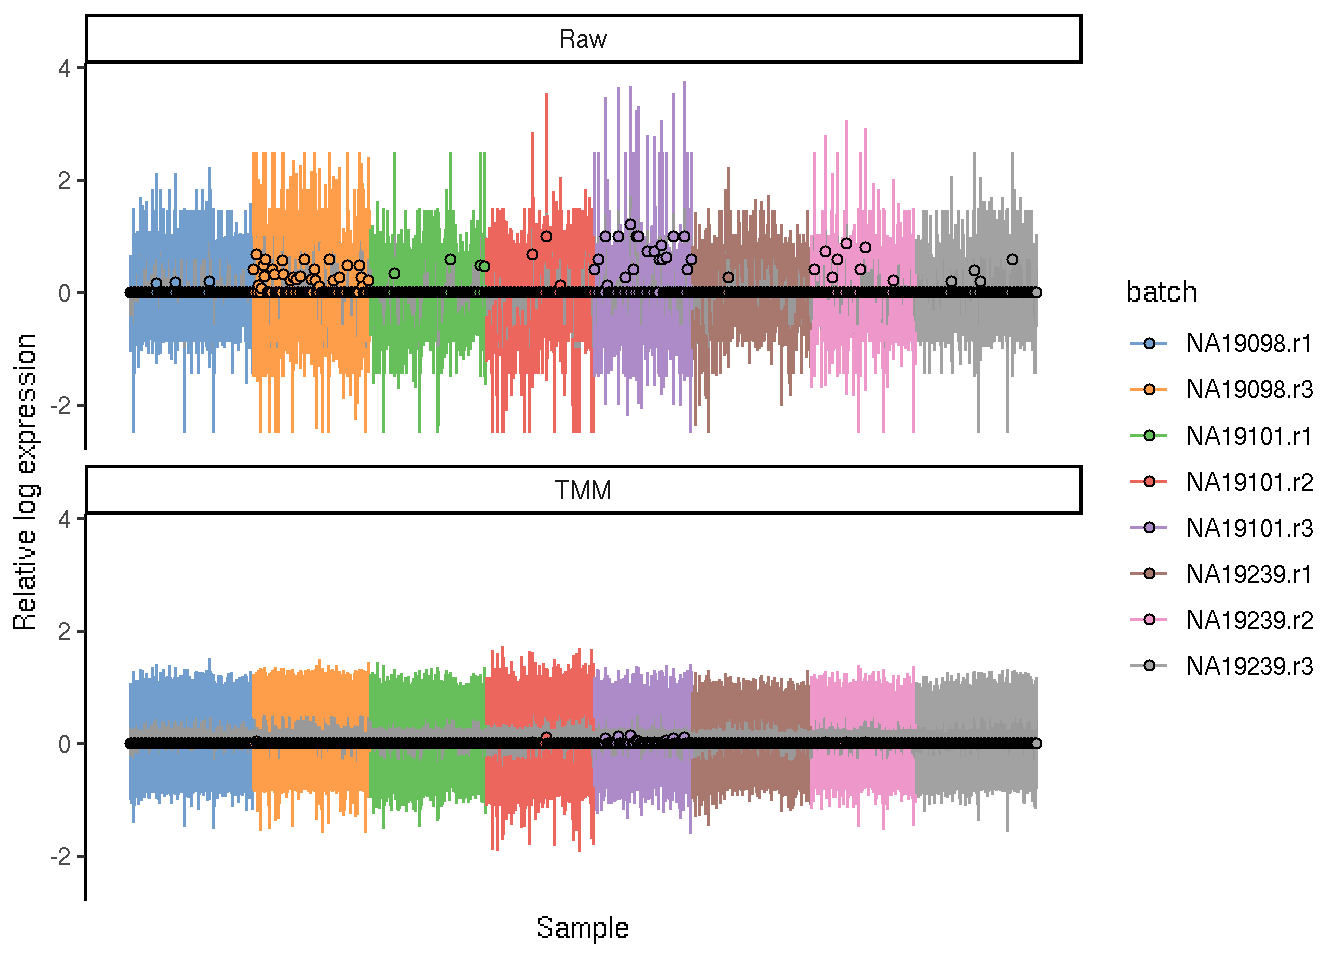 Raw
4
2
0
-2
TMM
4
2
0
-2
Relative log expression
Sample
batch
NA19098.r1
NA19098.r3
NA19101.r1
NA19101.r2
NA19101.r3
NA19239.r1
NA19239.r2
NA19239.r3